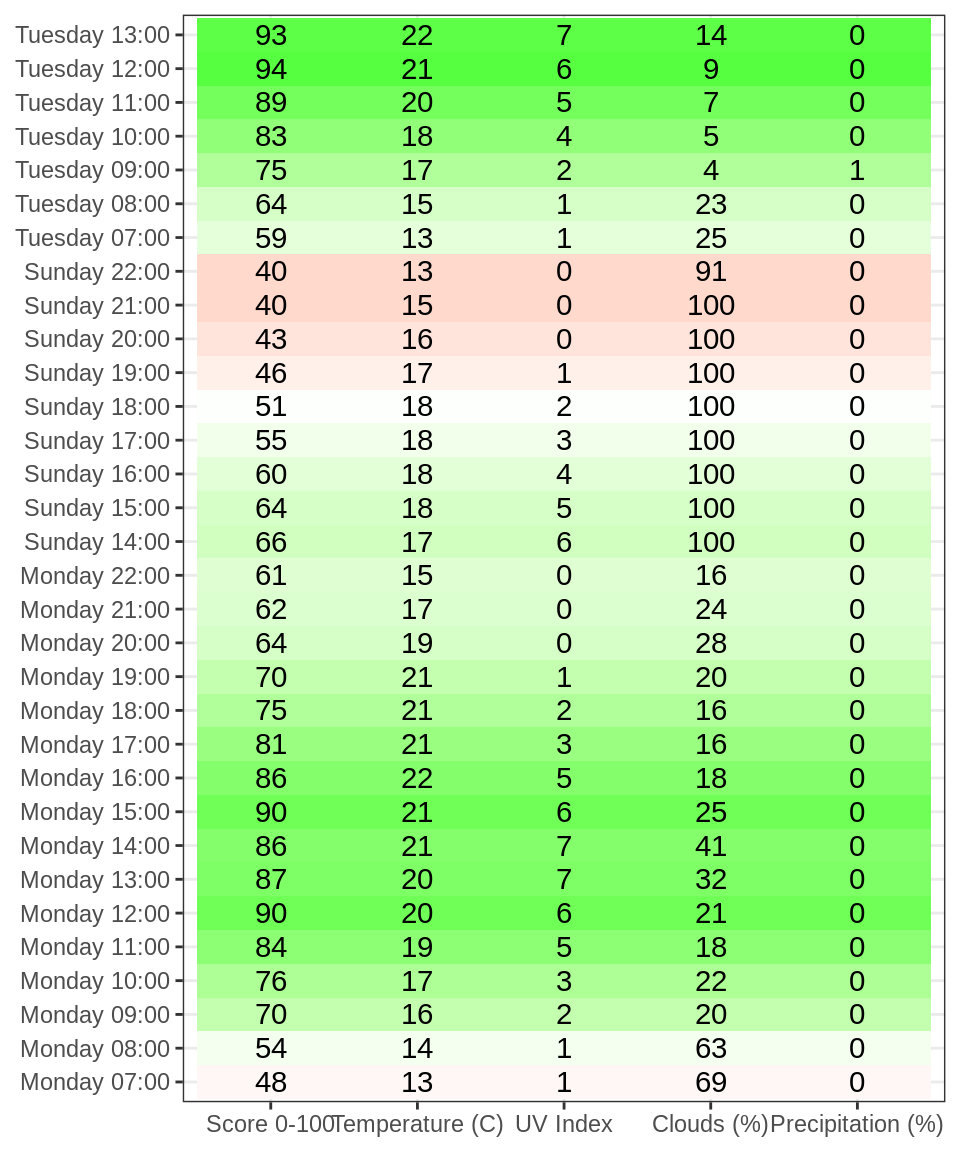 Tuesday 13:00 93 22 7 14 0
Tuesday 12:00 94 21 6 9 0
Tuesday 11:00 89 20 5 7 0
Tuesday 10:00 83 18 4 5 0
Tuesday 09:00 75 17 2 4 1
Tuesday 08:00 64 15 1 23 0
Tuesday 07:00 59 13 1 25 0
Sunday 22:00 40 13 0 91 0
Sunday 21:00 40 15 0 100 0
Sunday 20:00 43 16 0 100 0
Sunday 19:00 46 17 1 100 0
Sunday 18:00 51 18 2 100 0
Sunday 17:00 55 18 3 100 0
Sunday 16:00 60 18 4 100 0
Sunday 15:00 64 18 5 100 0
Sunday 14:00 66 17 6 100 0
Monday 22:00 61 15 0 16 0
Monday 21:00 62 17 0 24 0
Monday 20:00 64 19 0 28 0
Monday 19:00 70 21 1 20 0
Monday 18:00 75 21 2 16 0
Monday 17:00 81 21 3 16 0
Monday 16:00 86 22 5 18 0
Monday 15:00 90 21 6 25 0
Monday 14:00 86 21 7 41 0
Monday 13:00 87 20 7 32 0
Monday 12:00 90 20 6 21 0
Monday 11:00 84 19 5 18 0
Monday 10:00 76 17 3 22 0
Monday 09:00 70 16 2 20 0
Monday 08:00 54 14 1 63 0
Monday 07:00 48 13 1 69 0
Score 0-100 Temperature (C) UV Index Clouds (%) Precipitation (%)